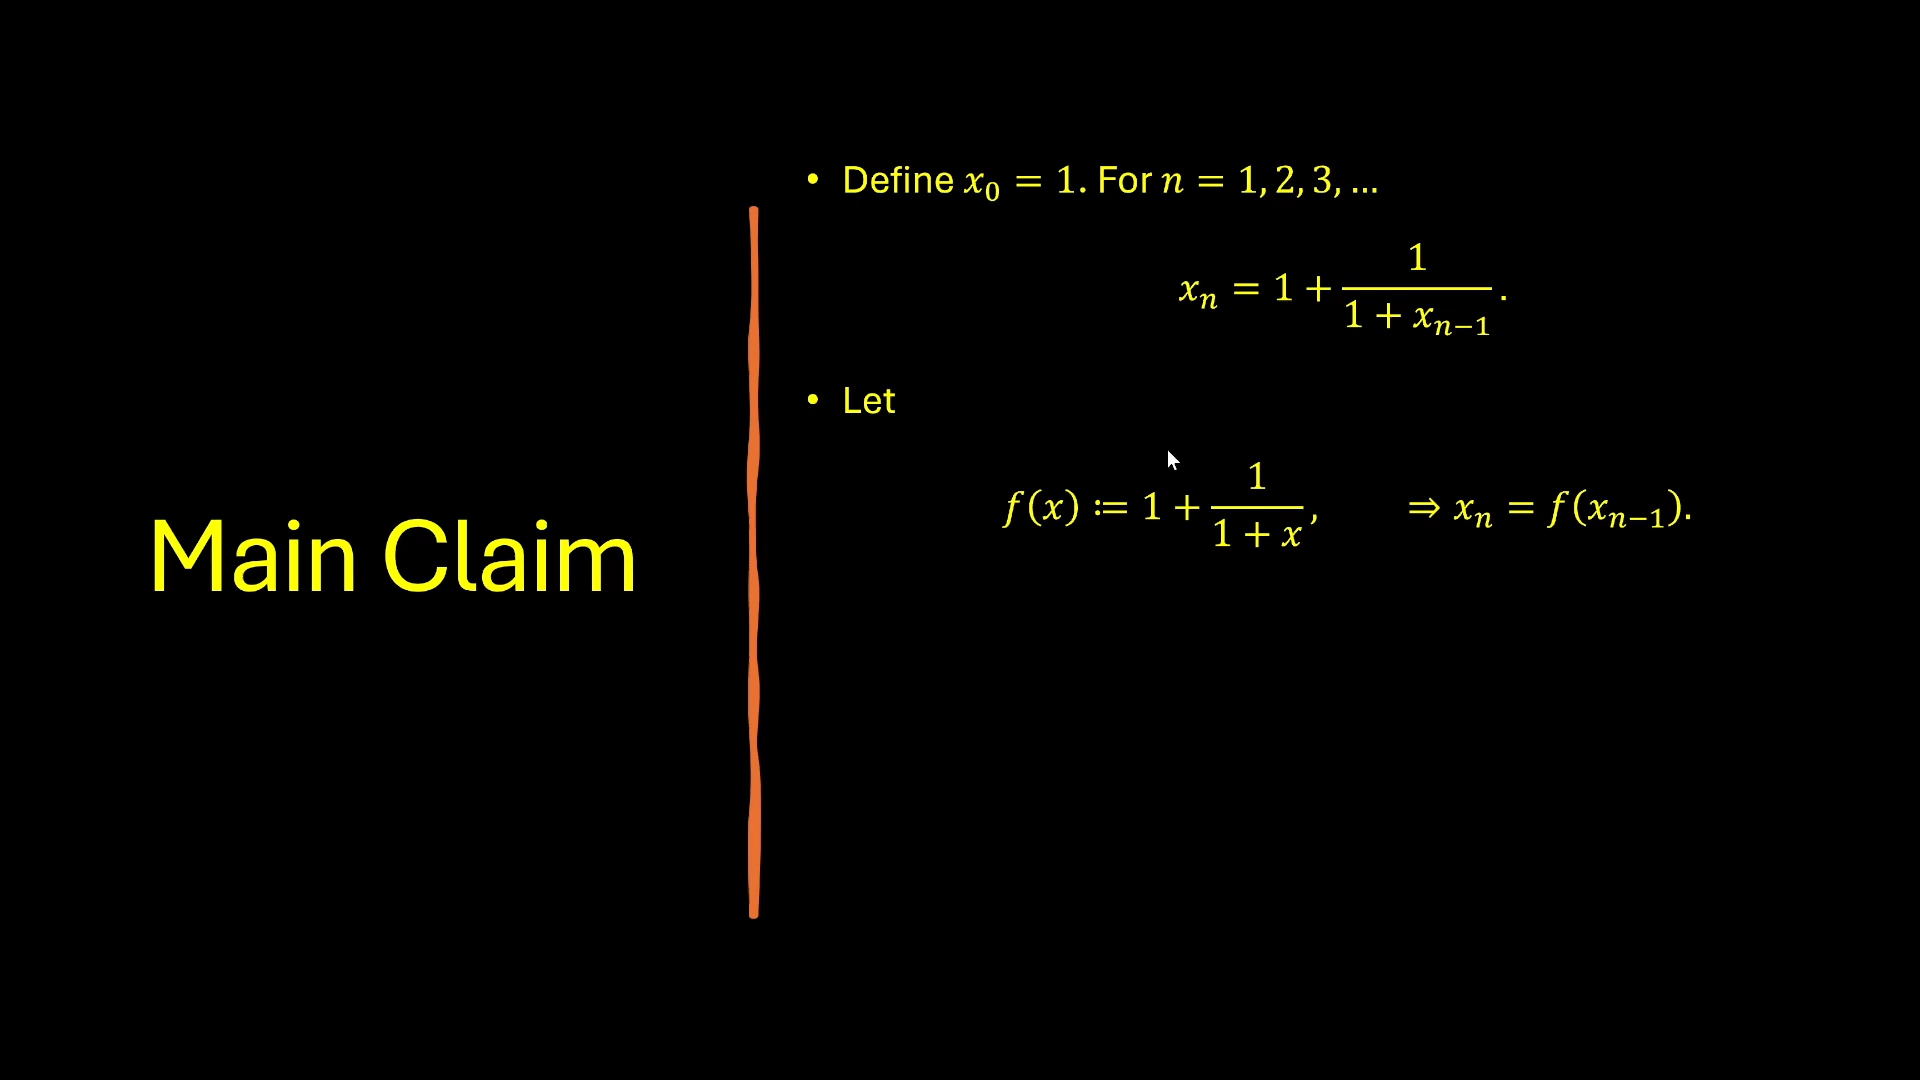 Main Claim
• Define x₀ = 1. For n = 1, 2, 3, …
xₙ = 1 + 1/(1 + xₙ₋₁).
• Let
f(x) ≔ 1 + 1/(1 + x), ⇒ xₙ = f(xₙ₋₁).